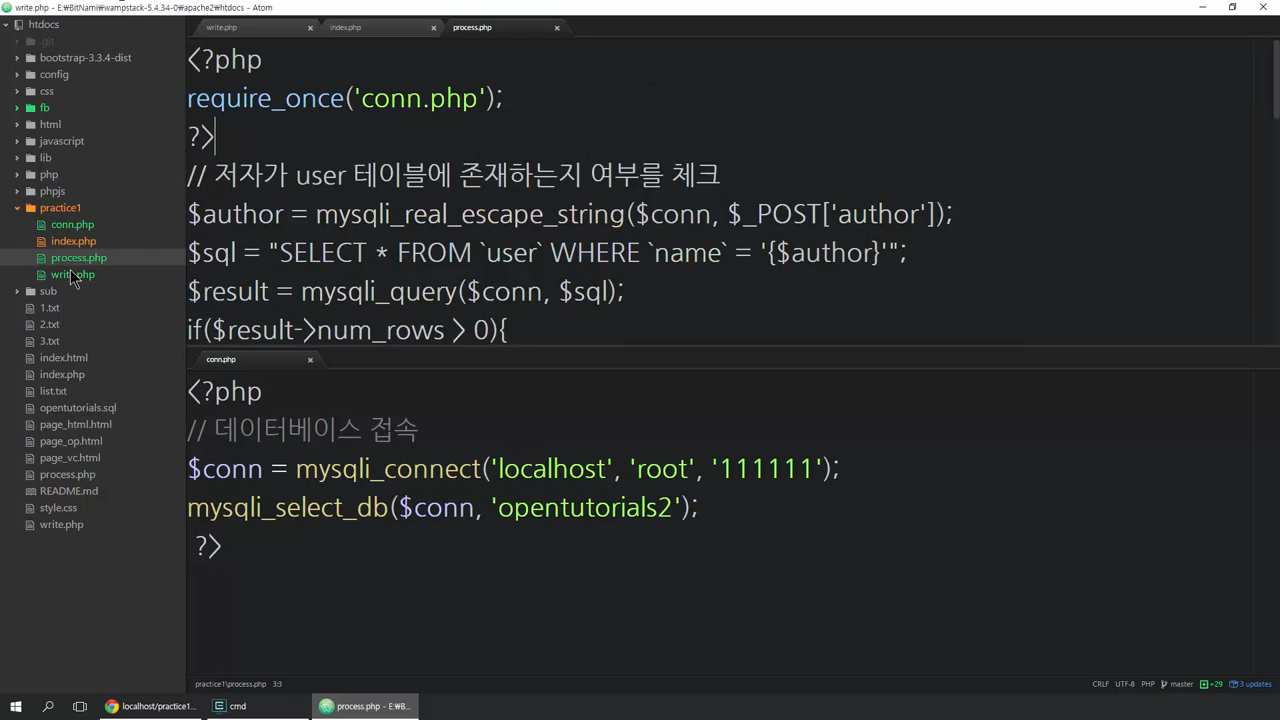 write.php - E:₩BitNami₩wampstack-5.4.34-0₩apache2₩htdocs - Atom
htdocs
.git
bootstrap-3.3.4-dist
config
css
fb
html
javascript
lib
php
phpjs
practice1
conn.php
index.php
process.php
write.php
sub
1.txt
2.txt
3.txt
index.html
index.php
list.txt
opentutorials.sql
page_html.html
page_op.html
page_vc.html
process.php
README.md
style.css
write.php
write.php index.php process.php
<?php
require_once('conn.php');
?>
// 저자가 user 테이블에 존재하는지 여부를 체크
$author = mysqli_real_escape_string($conn, $_POST['author']);
$sql = "SELECT * FROM `user` WHERE `name` = '{$author}'";
$result = mysqli_query($conn, $sql);
if($result->num_rows > 0){
conn.php
<?php
// 데이터베이스 접속
$conn = mysqli_connect('localhost', 'root', '111111');
mysqli_select_db($conn, 'opentutorials2');
?>
practice1\process.php 3:3 CRLF UTF-8 PHP master +29 3 updates
localhost/practice1... cmd process.php - E:₩B...